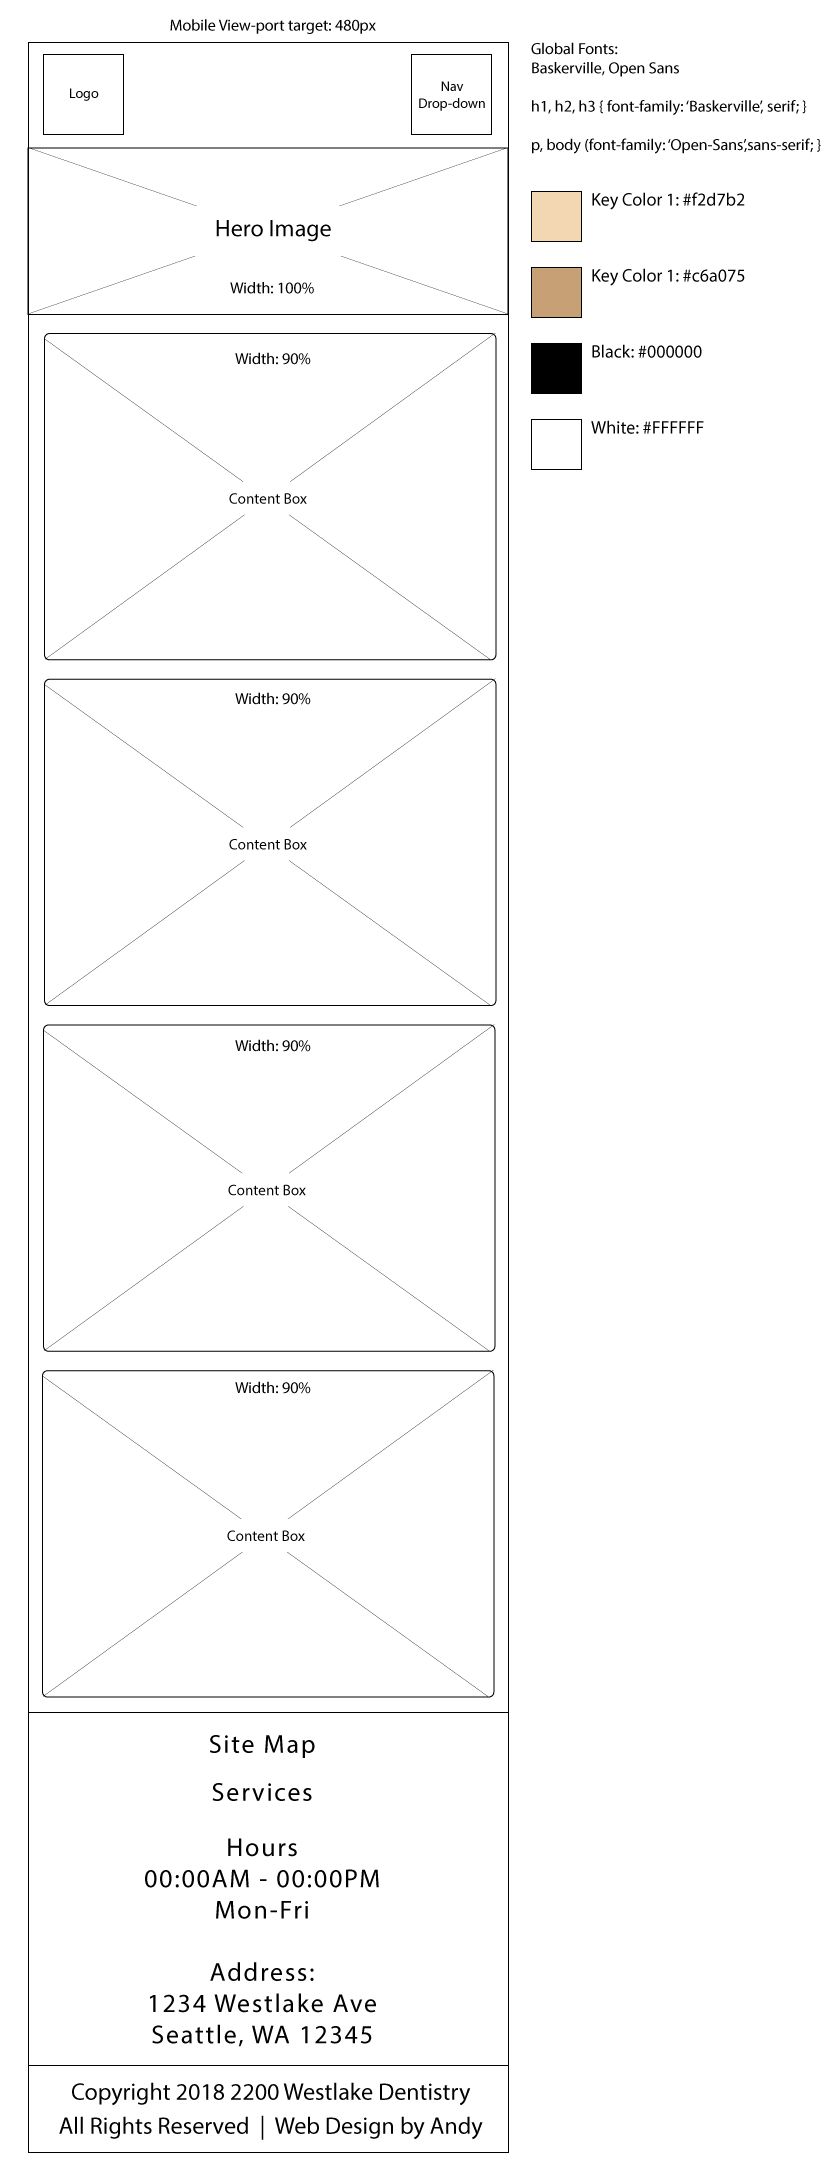 Mobile View-port target: 480px
Logo
Nav
Drop-down
Hero Image
Width: 100%
Width: 90%
Content Box
Width: 90%
Content Box
Width: 90%
Content Box
Width: 90%
Content Box
Site Map
Services
Hours
00:00AM - 00:00PM
Mon-Fri
Address:
1234 Westlake Ave
Seattle, WA 12345
Copyright 2018 2200 Westlake Dentistry
All Rights Reserved | Web Design by Andy
Global Fonts:
Baskerville, Open Sans
h1, h2, h3 { font-family: ‘Baskerville’, serif; }
p, body (font-family: ‘Open-Sans’,sans-serif; }
Key Color 1: #f2d7b2
Key Color 1: #c6a075
Black: #000000
White: #FFFFFF